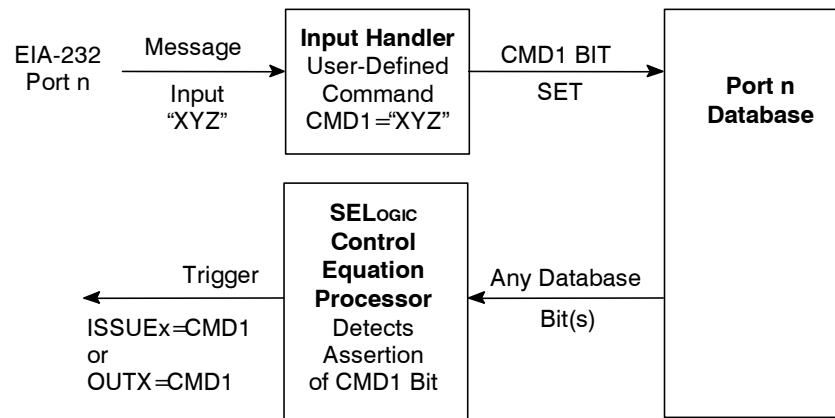 EIA-232
Port n
Message
Input
“XYZ”
Input Handler
User-Defined
Command
CMD1=“XYZ”
CMD1 BIT
SET
Port n
Database
SELOGIC
Control
Equation
Processor
Detects
Assertion
of CMD1 Bit
Any Database
Bit(s)
Trigger
ISSUEx=CMD1
or
OUTX=CMD1